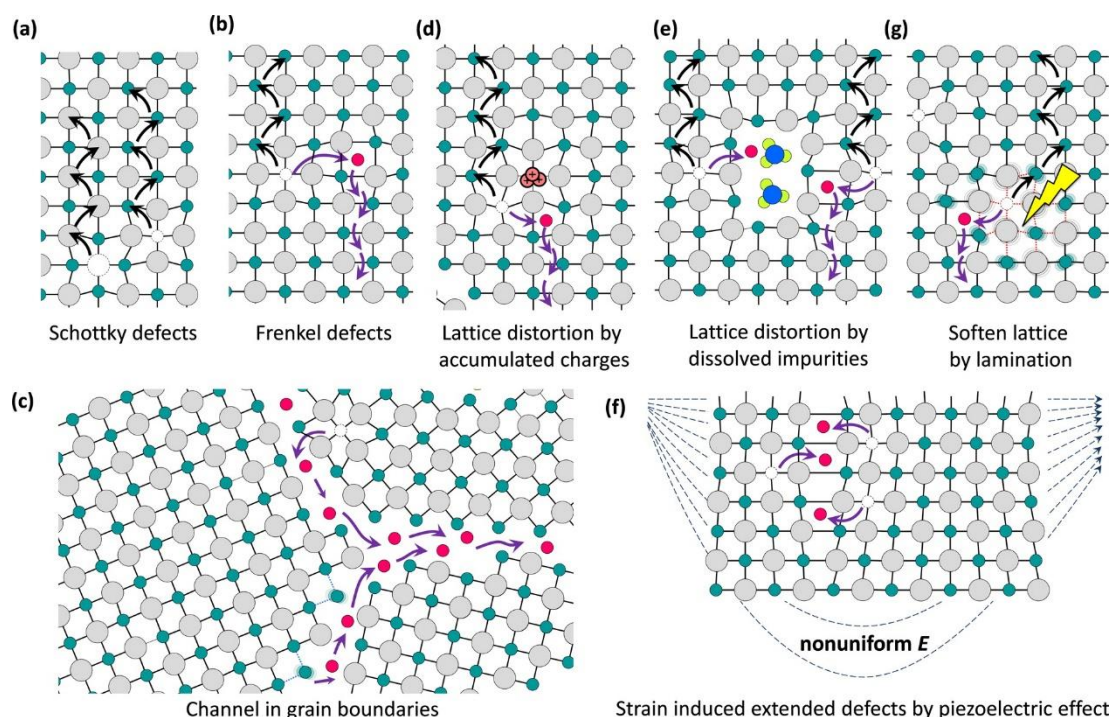 (a)
(b)
(d)
(e)
(g)
Schottky defects
Frenkel defects
Lattice distortion by
accumulated charges
Lattice distortion by
dissolved impurities
Soften lattice
by lamination
(c)
(f)
+
+ +
nonuniform E
Channel in grain boundaries
Strain induced extended defects by piezoelectric effect